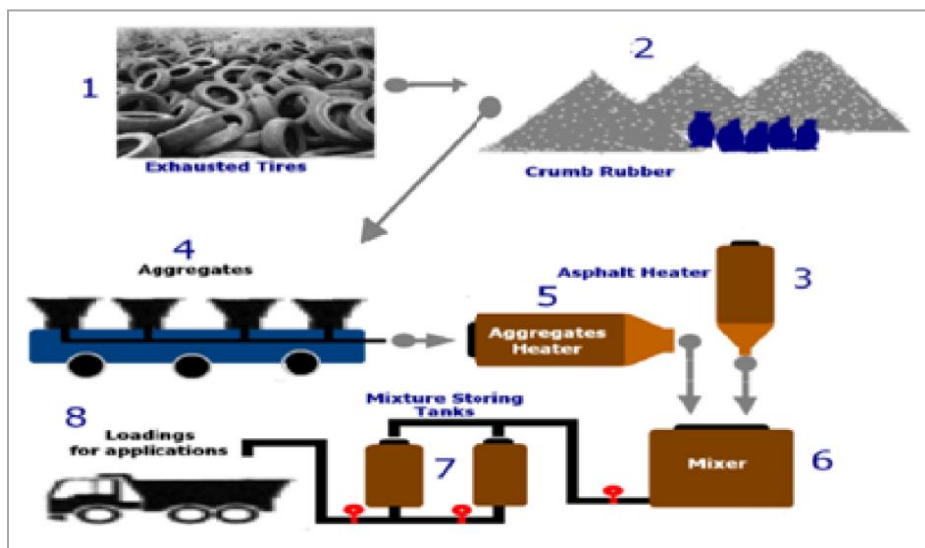 1
Exhausted Tires
2
Crumb Rubber
4
Aggregates
Asphalt Heater
3
5
Aggregates
Heater
8
Loadings
for applications
Mixture Storing
Tanks
7
Mixer
6